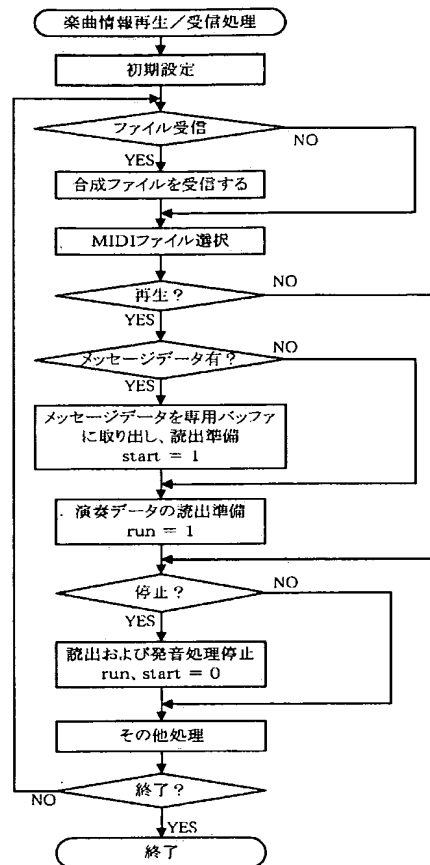 楽曲情報再生／受信処理
初期設定
ファイル受信
NO
YES
合成ファイルを受信する
MIDIファイル選択
再生？
NO
YES
メッセージデータ有？
NO
YES
メッセージデータを専用バッファ
に取り出し、読出準備
start = 1
演奏データの読出準備
run = 1
停止？
NO
YES
読出および発音処理停止
run、start = 0
その他処理
終了？
NO
YES
終了